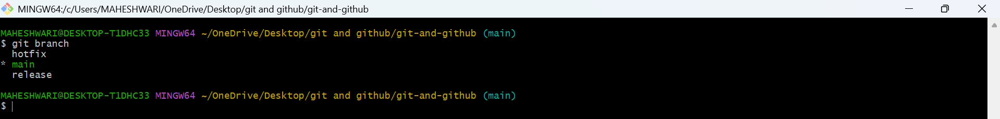 MINGW64:/c/Users/MAHESHWARI/OneDrive/Desktop/git and github/git-and-github
MAHESHWARI@DESKTOP-T1DHC33 MINGW64 ~/OneDrive/Desktop/git and github/git-and-github (main)
$ git branch
  hotfix
* main
  release
MAHESHWARI@DESKTOP-T1DHC33 MINGW64 ~/OneDrive/Desktop/git and github/git-and-github (main)
$